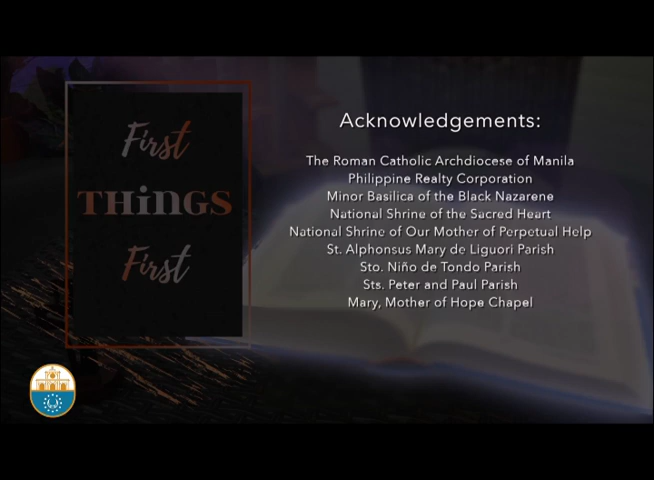 First
THiNGS
First
Acknowledgements:
The Roman Catholic Archdiocese of Manila
Philippine Realty Corporation
Minor Basilica of the Black Nazarene
National Shrine of the Sacred Heart
National Shrine of Our Mother of Perpetual Help
St. Alphonsus Mary de Liguori Parish
Sto. Niño de Tondo Parish
Sts. Peter and Paul Parish
Mary, Mother of Hope Chapel